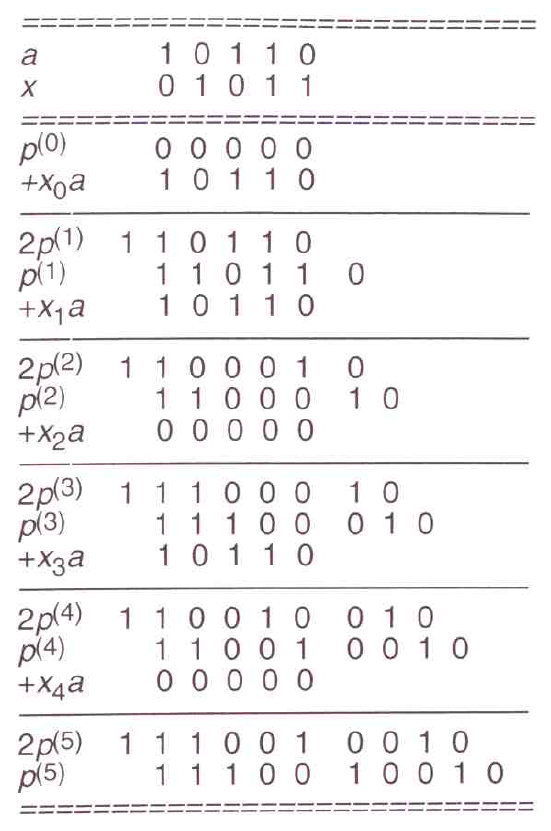 a 1 0 1 1 0
x 0 1 0 1 1
p(0) 0 0 0 0 0
+x0a 1 0 1 1 0
2p(1) 1 1 0 1 1 0
p(1) 1 1 0 1 1 0
+x1a 1 0 1 1 0
2p(2) 1 1 0 0 0 1 0
p(2) 1 1 0 0 0 1 0
+x2a 0 0 0 0 0
2p(3) 1 1 1 0 0 0 1 0
p(3) 1 1 1 0 0 0 1 0
+x3a 1 0 1 1 0
2p(4) 1 1 0 0 1 0 0 1 0
p(4) 1 1 0 0 1 0 0 1 0
+x4a 0 0 0 0 0
2p(5) 1 1 1 0 0 1 0 0 1 0
p(5) 1 1 1 0 0 1 0 0 1 0